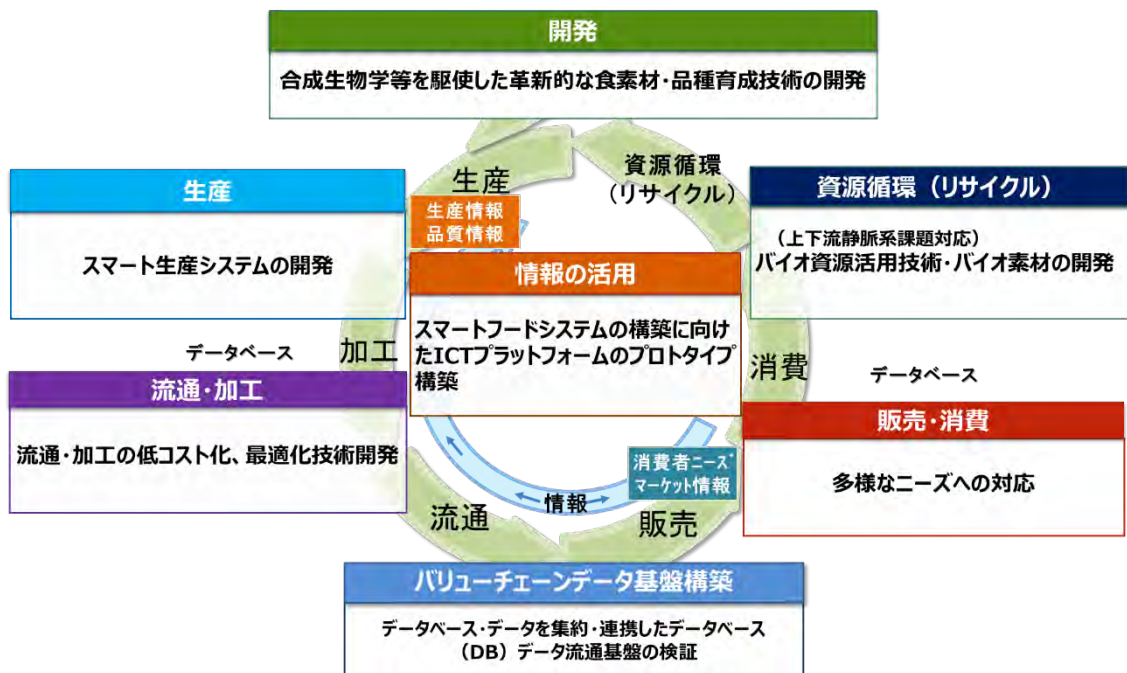 開発
合成生物学等を駆使した革新的な食素材・品種育成技術の開発
生産
資源循環
(リサイクル)
生産
スマート生産システムの開発
生産情報
品質情報
資源循環（リサイクル）
（上下流静脈系課題対応）
バイオ資源活用技術・バイオ素材の開発
情報の活用
スマートフードシステムの構築に向け
たICTプラットフォームのプロトタイプ
構築
データベース
加工
消費
データベース
流通・加工
流通・加工の低コスト化、最適化技術開発
販売・消費
多様なニーズへの対応
消費者ニーズ・
マーケット情報
情報
流通
販売
バリューチェーンデータ基盤構築
データベース・データを集約・連携したデータベース
（DB）データ流通基盤の検証